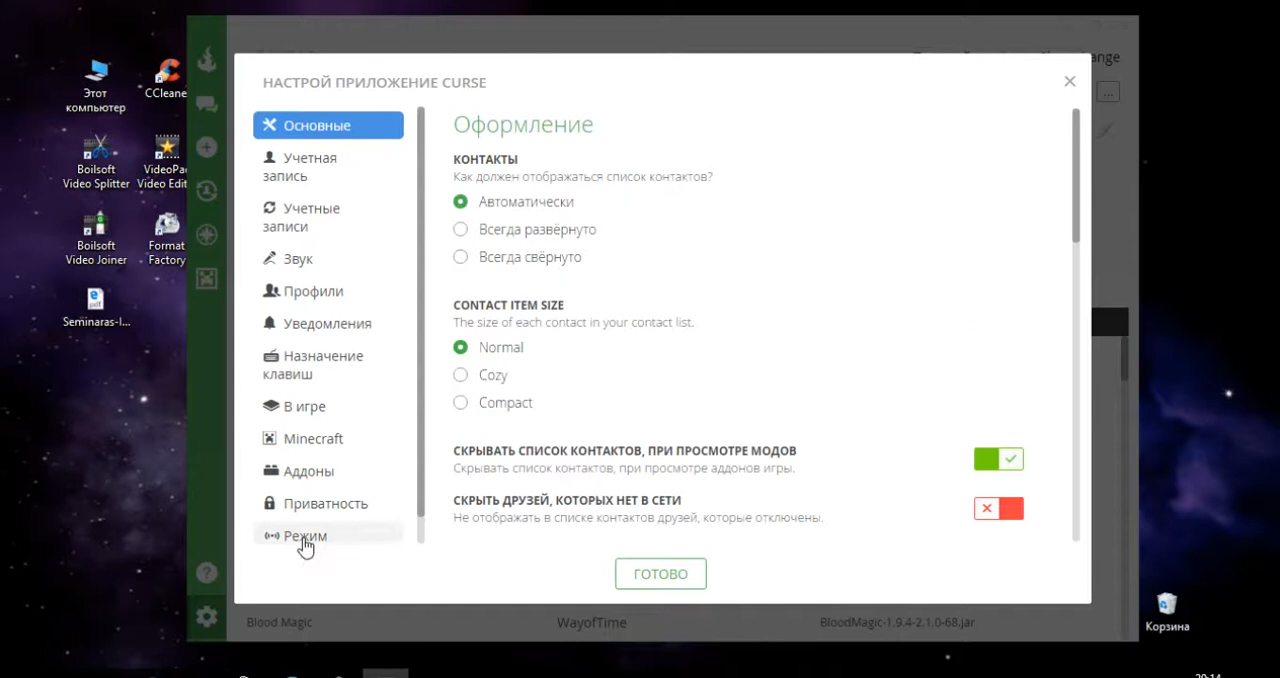 Этот
компьютер
CCleane
Boilsoft
Video Splitter
VideoPa
Video Edit
Boilsoft
Video Joiner
Format
Factory
Seminaras-I...
ange
...
НАСТРОЙ ПРИЛОЖЕНИЕ CURSE
Основные
Учетная
запись
Учетные
записи
Звук
Профили
Уведомления
Назначение
клавиш
В игре
Minecraft
Аддоны
Приватность
Режим
Оформление
КОНТАКТЫ
Как должен отображаться список контактов?
Автоматически
Всегда развёрнуто
Всегда свёрнуто
CONTACT ITEM SIZE
The size of each contact in your contact list.
Normal
Cozy
Compact
СКРЫВАТЬ СПИСОК КОНТАКТОВ, ПРИ ПРОСМОТРЕ МОДОВ
Скрывать список контактов, при просмотре аддонов игры.
СКРЫТЬ ДРУЗЕЙ, КОТОРЫХ НЕТ В СЕТИ
Не отображать в списке контактов друзей, которые отключены.
ГОТОВО
Blood Magic
WayofTime
BloodMagic-1.9.4-2.1.0-68.jar
Корзина